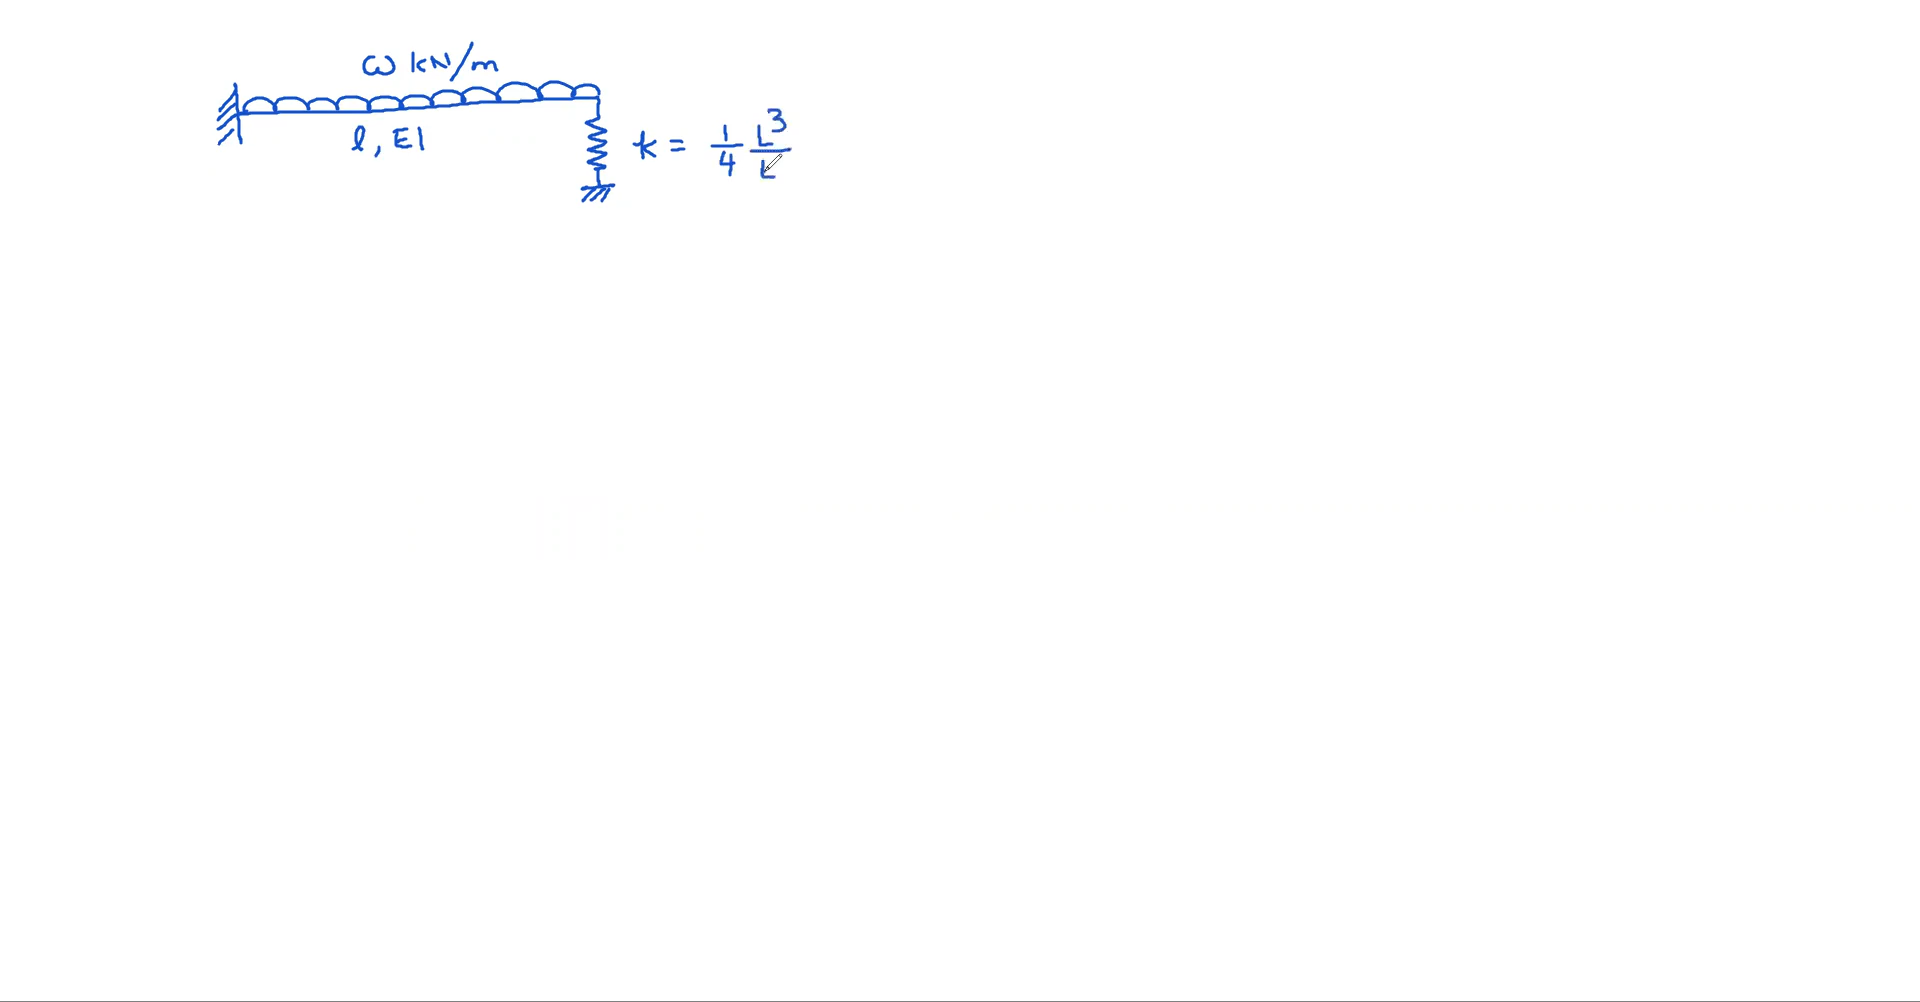 ω kN/m
l, EI
k = 1/4 L³/L